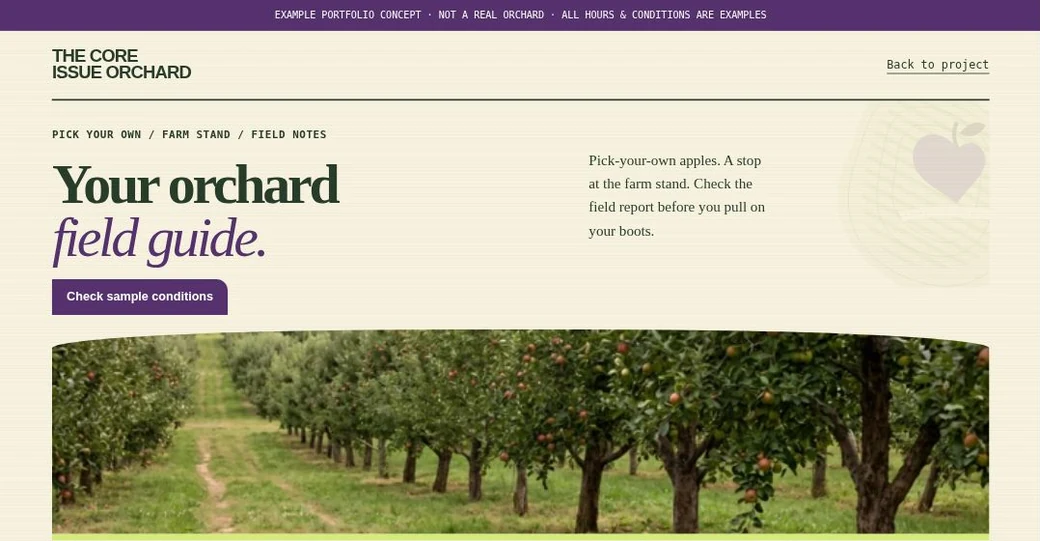 EXAMPLE PORTFOLIO CONCEPT · NOT A REAL ORCHARD · ALL HOURS & CONDITIONS ARE EXAMPLES
THE CORE
ISSUE ORCHARD
Back to project
PICK YOUR OWN / FARM STAND / FIELD NOTES
Your orchard
field guide.
Pick-your-own apples. A stop
at the farm stand. Check the
field report before you pull on
your boots.
Check sample conditions